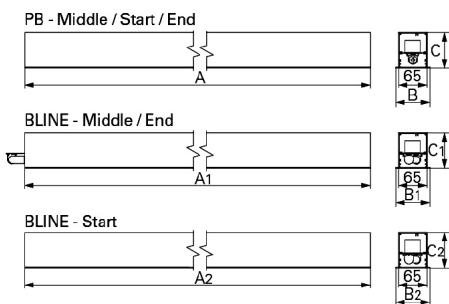 PB - Middle / Start / End
C
A
65
B
BLINE - Middle / End
C1
A1
65
B1
BLINE - Start
C2
A2
65
B2